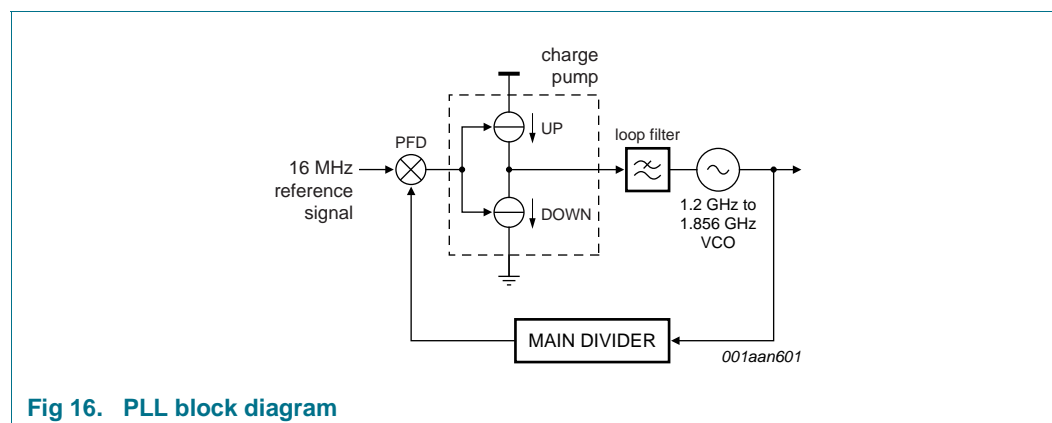 charge
pump
UP
PFD
loop filter
16 MHz
reference
signal
DOWN
1.2 GHz to
1.856 GHz
VCO
MAIN DIVIDER
001aan601
Fig 16. PLL block diagram